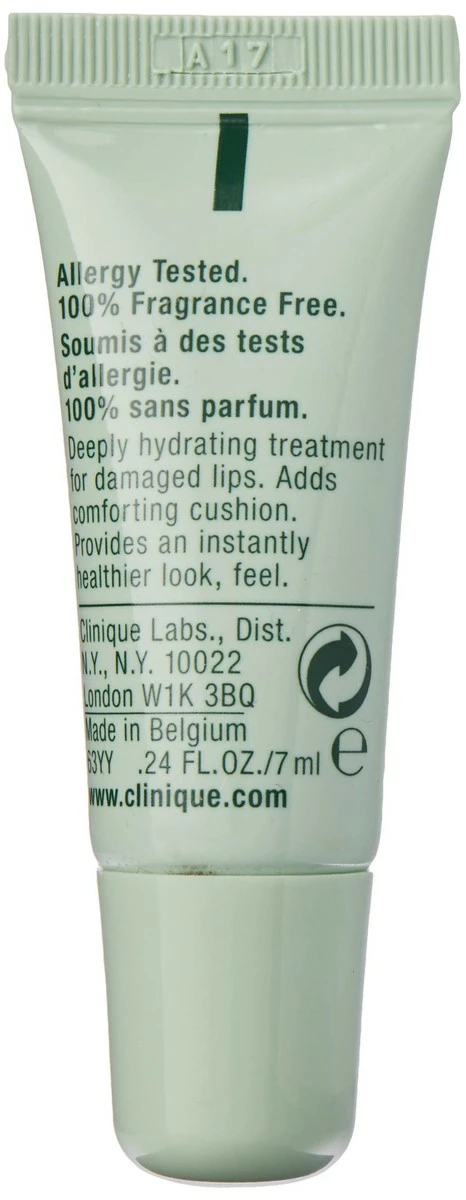 A17
Allergy Tested.
100% Fragrance Free.
Soumis à des tests
d'allergie.
100% sans parfum.
Deeply hydrating treatment
for damaged lips. Adds
comforting cushion.
Provides an instantly
healthier look, feel.
Clinique Labs., Dist.
N.Y., N.Y. 10022
London W1K 3BQ
Made in Belgium
63YY .24 FL.OZ./7 ml e
www.clinique.com